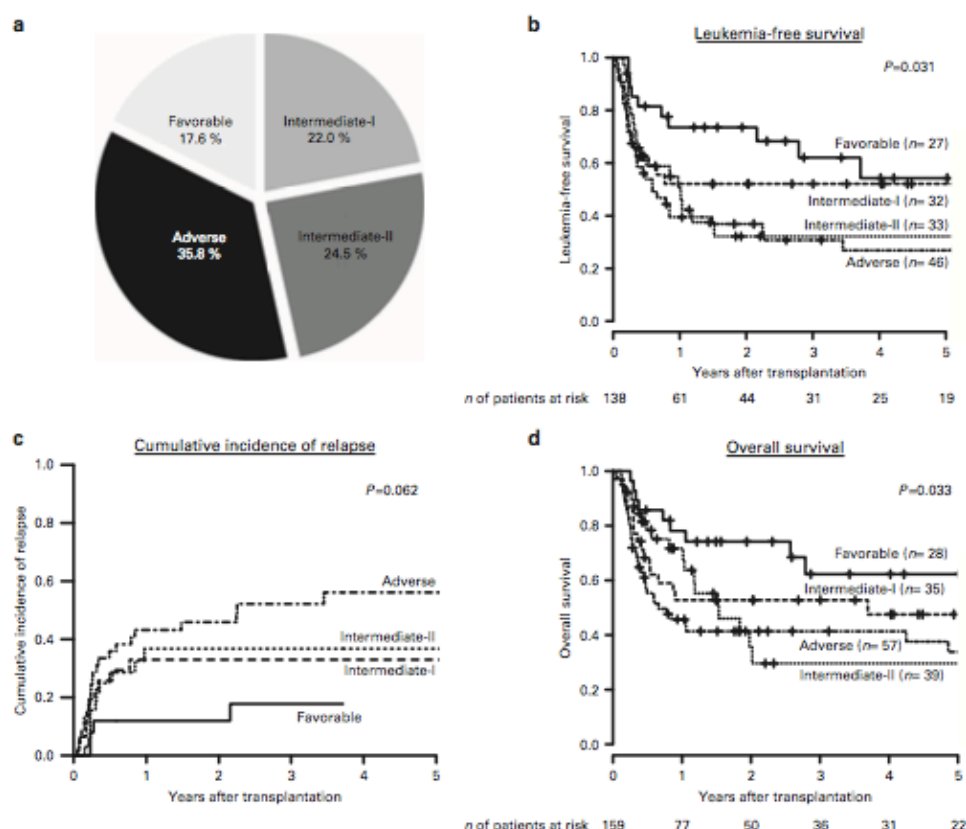 a
Favorable
17.6 %
Intermediate-I
22.0 %
Adverse
35.8 %
Intermediate-II
24.5 %
b
Leukemia-free survival
P=0.031
1.0
0.8
0.6
0.4
0.2
0.0
Leukemia-free survival
Favorable (n= 27)
Intermediate-I (n= 32)
Intermediate-II (n= 33)
Adverse (n= 46)
0 1 2 3 4 5
Years after transplantation
n of patients at risk 138 61 44 31 25 19
c
Cumulative incidence of relapse
P=0.062
1.0
0.8
0.6
0.4
0.2
0.0
Cumulative incidence of relapse
Adverse
Intermediate-II
Intermediate-I
Favorable
0 1 2 3 4 5
Years after transplantation
d
Overall survival
P=0.033
1.0
0.8
0.6
0.4
0.2
0.0
Overall survival
Favorable (n= 28)
Intermediate-I (n= 35)
Adverse (n= 57)
Intermediate-II (n= 39)
0 1 2 3 4 5
Years after transplantation
n of patients at risk 159 77 50 36 31 22